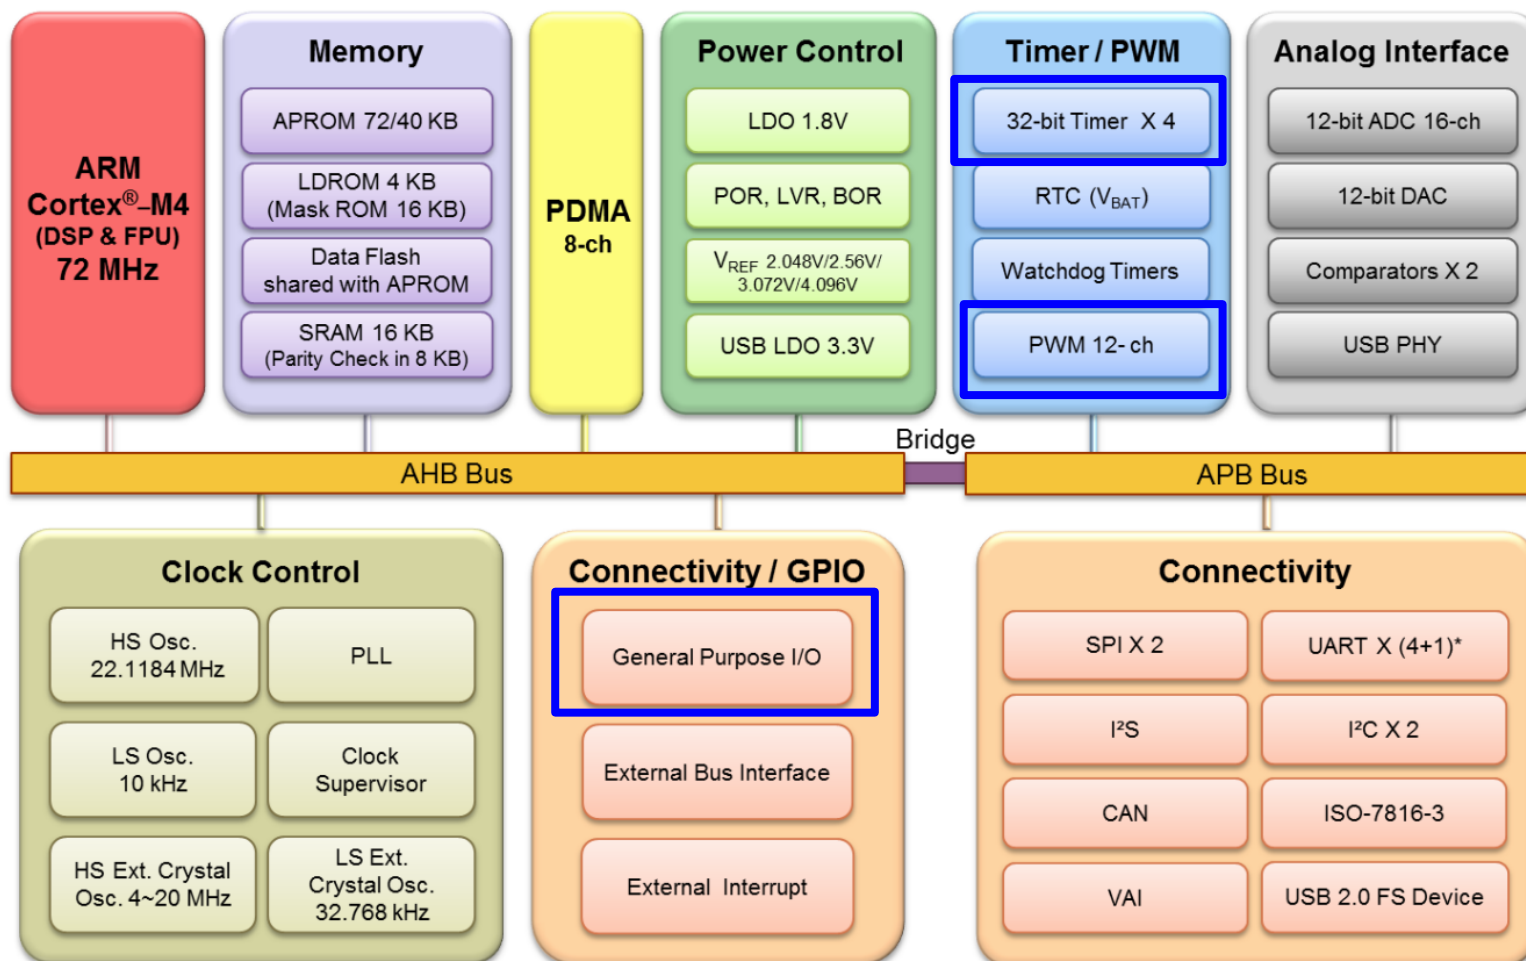 ARM
Cortex®–M4
(DSP & FPU)
72 MHz
Memory
APROM 72/40 KB
LDROM 4 KB
(Mask ROM 16 KB)
Data Flash
shared with APROM
SRAM 16 KB
(Parity Check in 8 KB)
PDMA
8-ch
Power Control
LDO 1.8V
POR, LVR, BOR
VREF 2.048V/2.56V/
3.072V/4.096V
USB LDO 3.3V
Timer / PWM
32-bit Timer X 4
RTC (VBAT)
Watchdog Timers
PWM 12- ch
Analog Interface
12-bit ADC 16-ch
12-bit DAC
Comparators X 2
USB PHY
AHB Bus
Bridge
APB Bus
Clock Control
HS Osc.
22.1184 MHz
PLL
LS Osc.
10 kHz
Clock
Supervisor
HS Ext. Crystal
Osc. 4~20 MHz
LS Ext.
Crystal Osc.
32.768 kHz
Connectivity / GPIO
General Purpose I/O
External Bus Interface
External Interrupt
Connectivity
SPI X 2
UART X (4+1)*
I²S
I²C X 2
CAN
ISO-7816-3
VAI
USB 2.0 FS Device